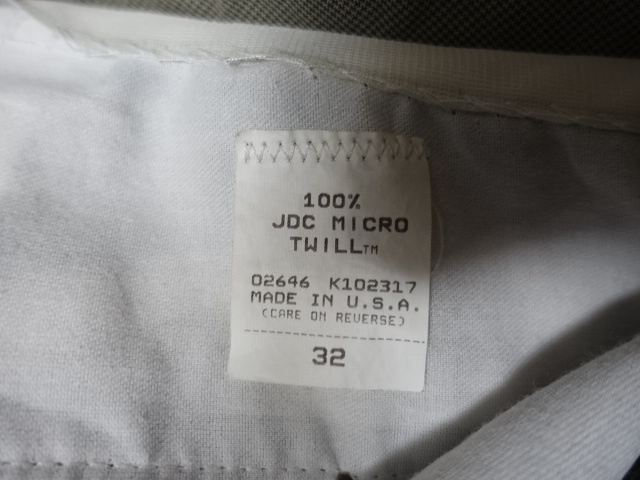 100%
JDC MICRO
TWILL™
02646 K102317
MADE IN U.S.A.
(CARE ON REVERSE)
32